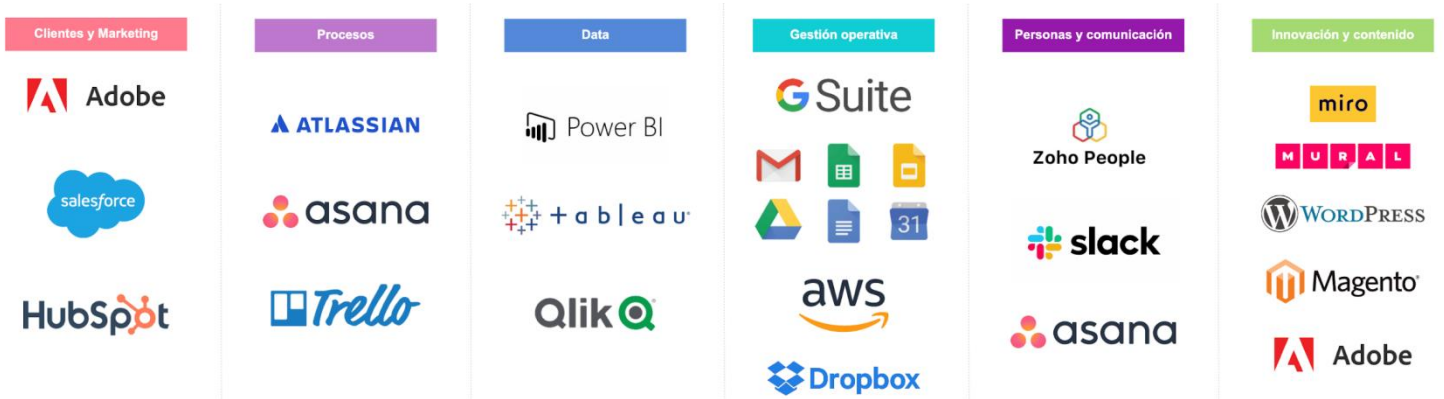 Clientes y Marketing
Adobe
salesforce
HubSpot
Procesos
ATLASSIAN
asana
Trello
Data
Power BI
+ a b | e a u
Qlik
Gestión operativa
G Suite
31
aws
Dropbox
Personas y comunicación
Zoho People
slack
asana
Innovación y contenido
miro
MURAL
WORDPRESS
Magento
Adobe